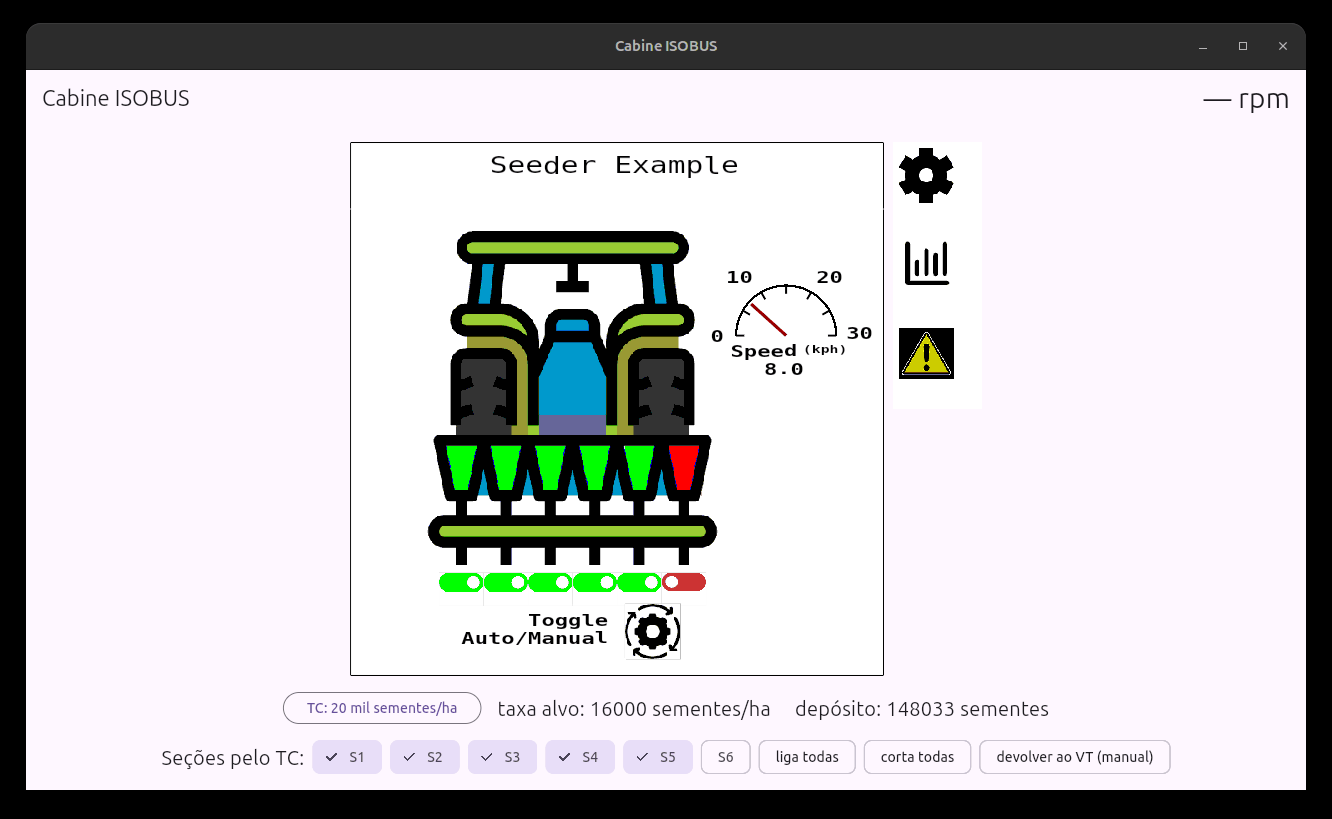 Cabine ISOBUS
Cabine ISOBUS
— rpm
Seeder Example
10
20
0
30
Speed (kph)
8.0
Toggle
Auto/Manual
TC: 20 mil sementes/ha
taxa alvo: 16000 sementes/ha
depósito: 148033 sementes
Seções pelo TC:
S1
S2
S3
S4
S5
S6
liga todas
corta todas
devolver ao VT (manual)